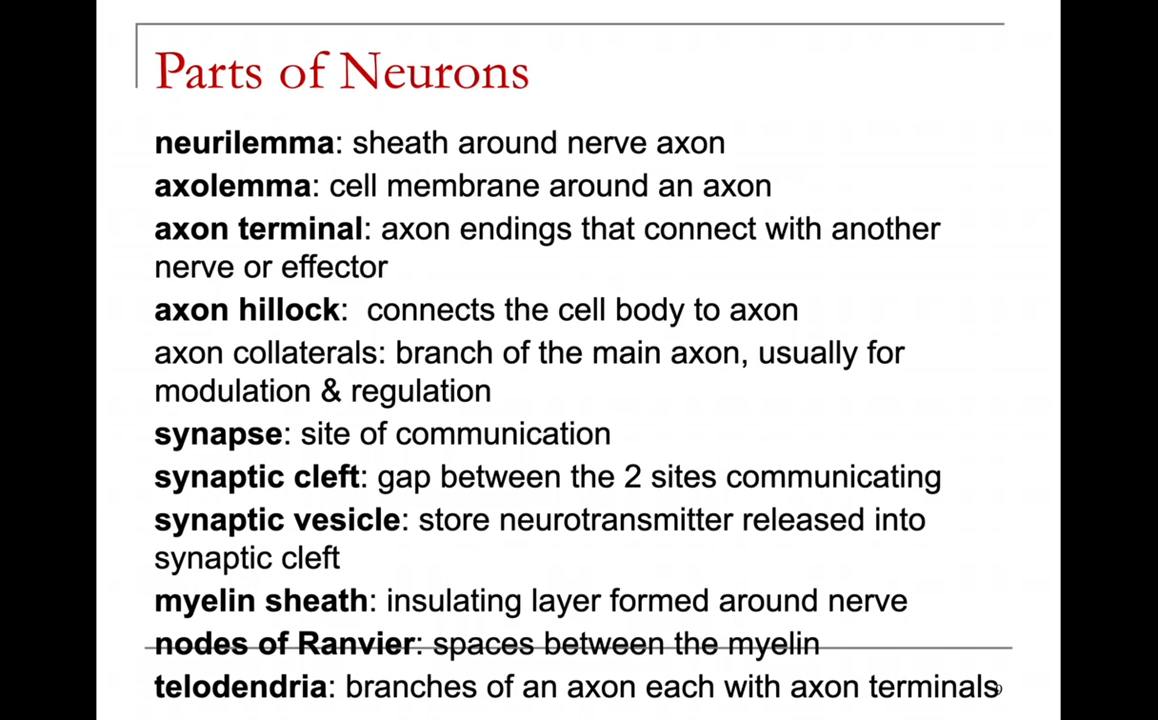 Parts of Neurons
neurilemma: sheath around nerve axon
axolemma: cell membrane around an axon
axon terminal: axon endings that connect with another
nerve or effector
axon hillock:  connects the cell body to axon
axon collaterals: branch of the main axon, usually for
modulation & regulation
synapse: site of communication
synaptic cleft: gap between the 2 sites communicating
synaptic vesicle: store neurotransmitter released into
synaptic cleft
myelin sheath: insulating layer formed around nerve
nodes of Ranvier: spaces between the myelin
telodendria: branches of an axon each with axon terminals